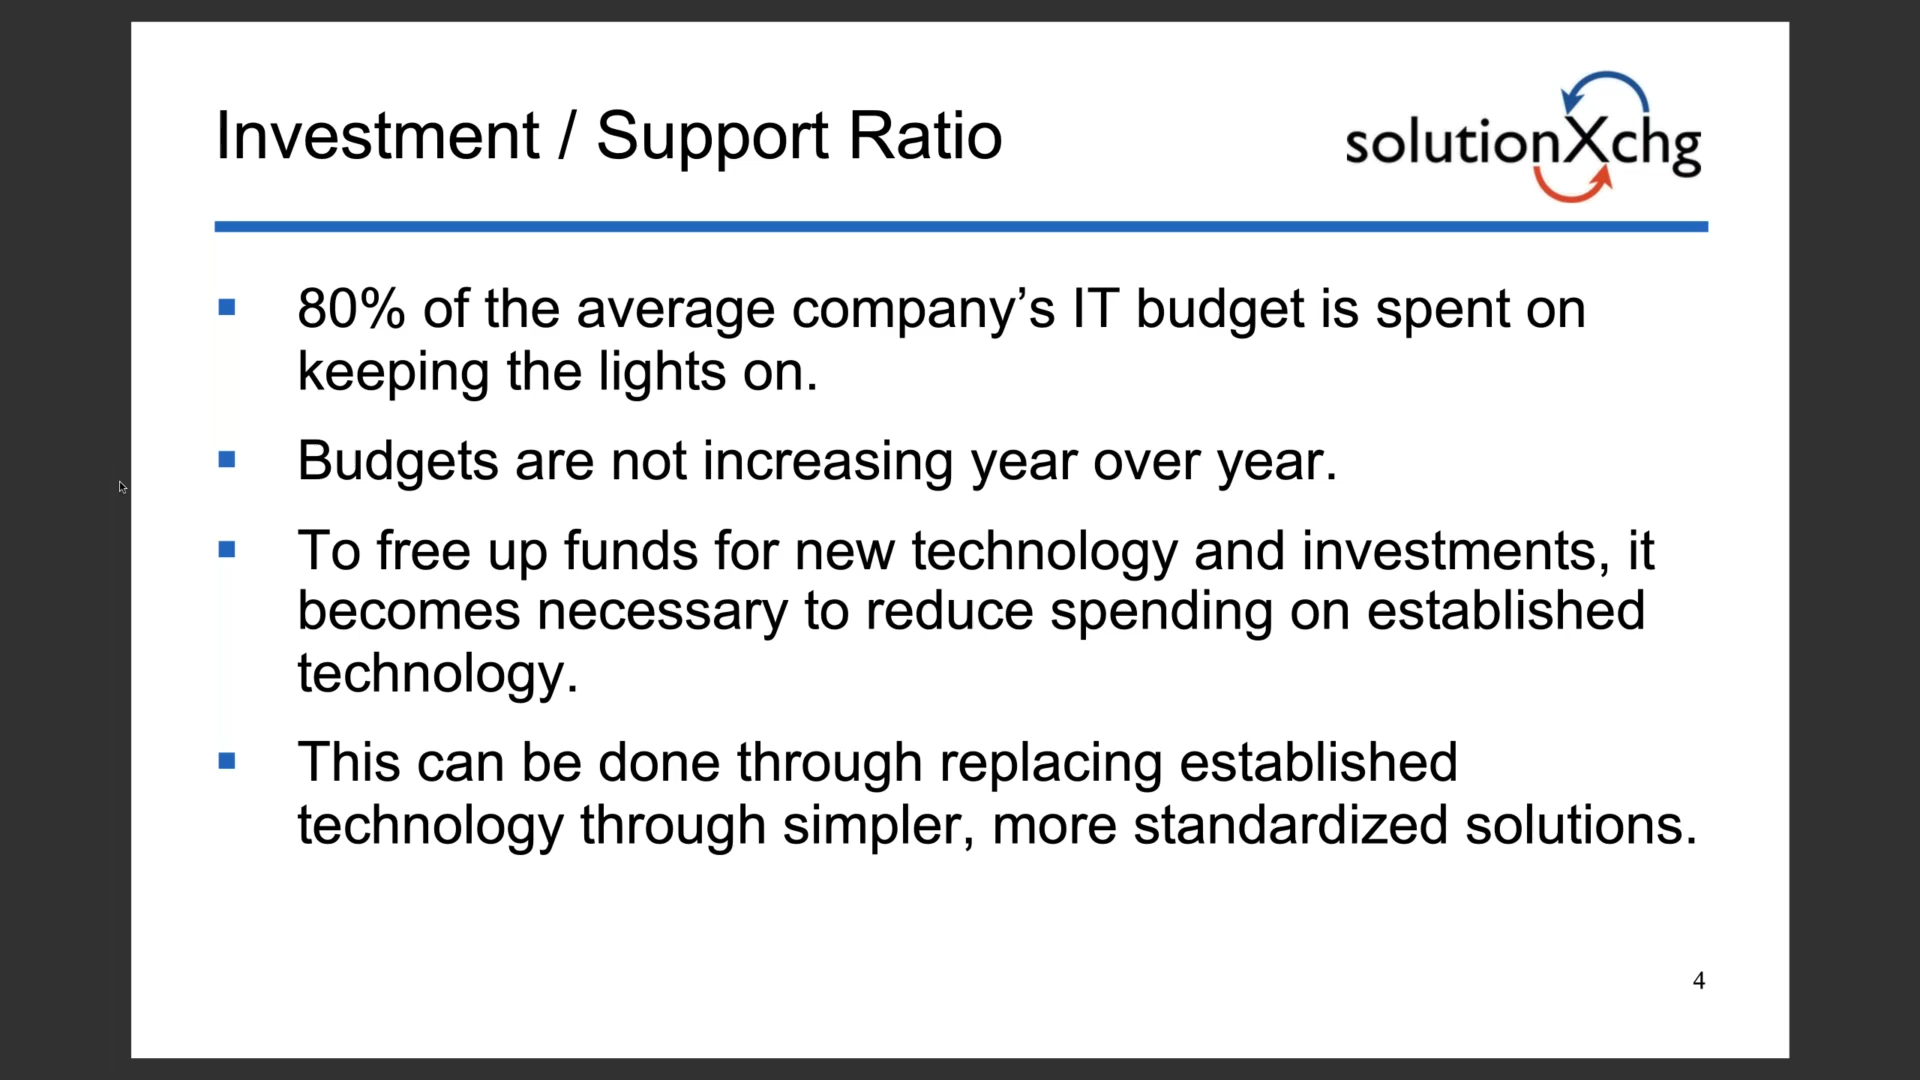 Investment / Support Ratio
solutionXchg
80% of the average company’s IT budget is spent on
keeping the lights on.
Budgets are not increasing year over year.
To free up funds for new technology and investments, it
becomes necessary to reduce spending on established
technology.
This can be done through replacing established
technology through simpler, more standardized solutions.
4